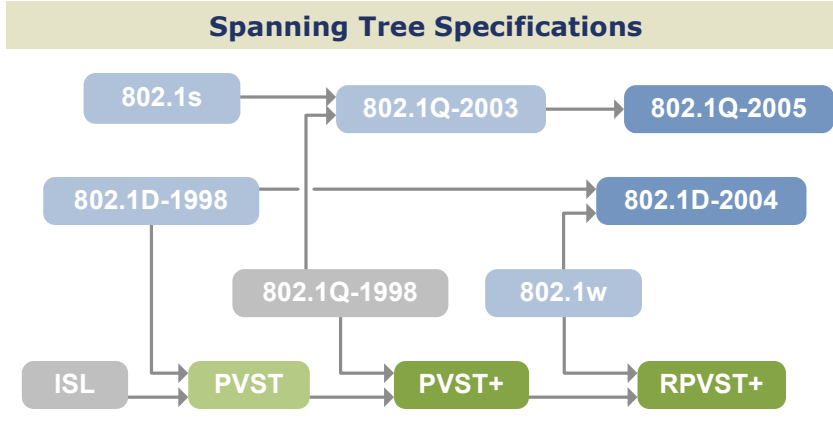 Spanning Tree Specifications
802.1s
802.1Q-2003
802.1Q-2005
802.1D-1998
802.1D-2004
802.1Q-1998
802.1w
ISL
PVST
PVST+
RPVST+